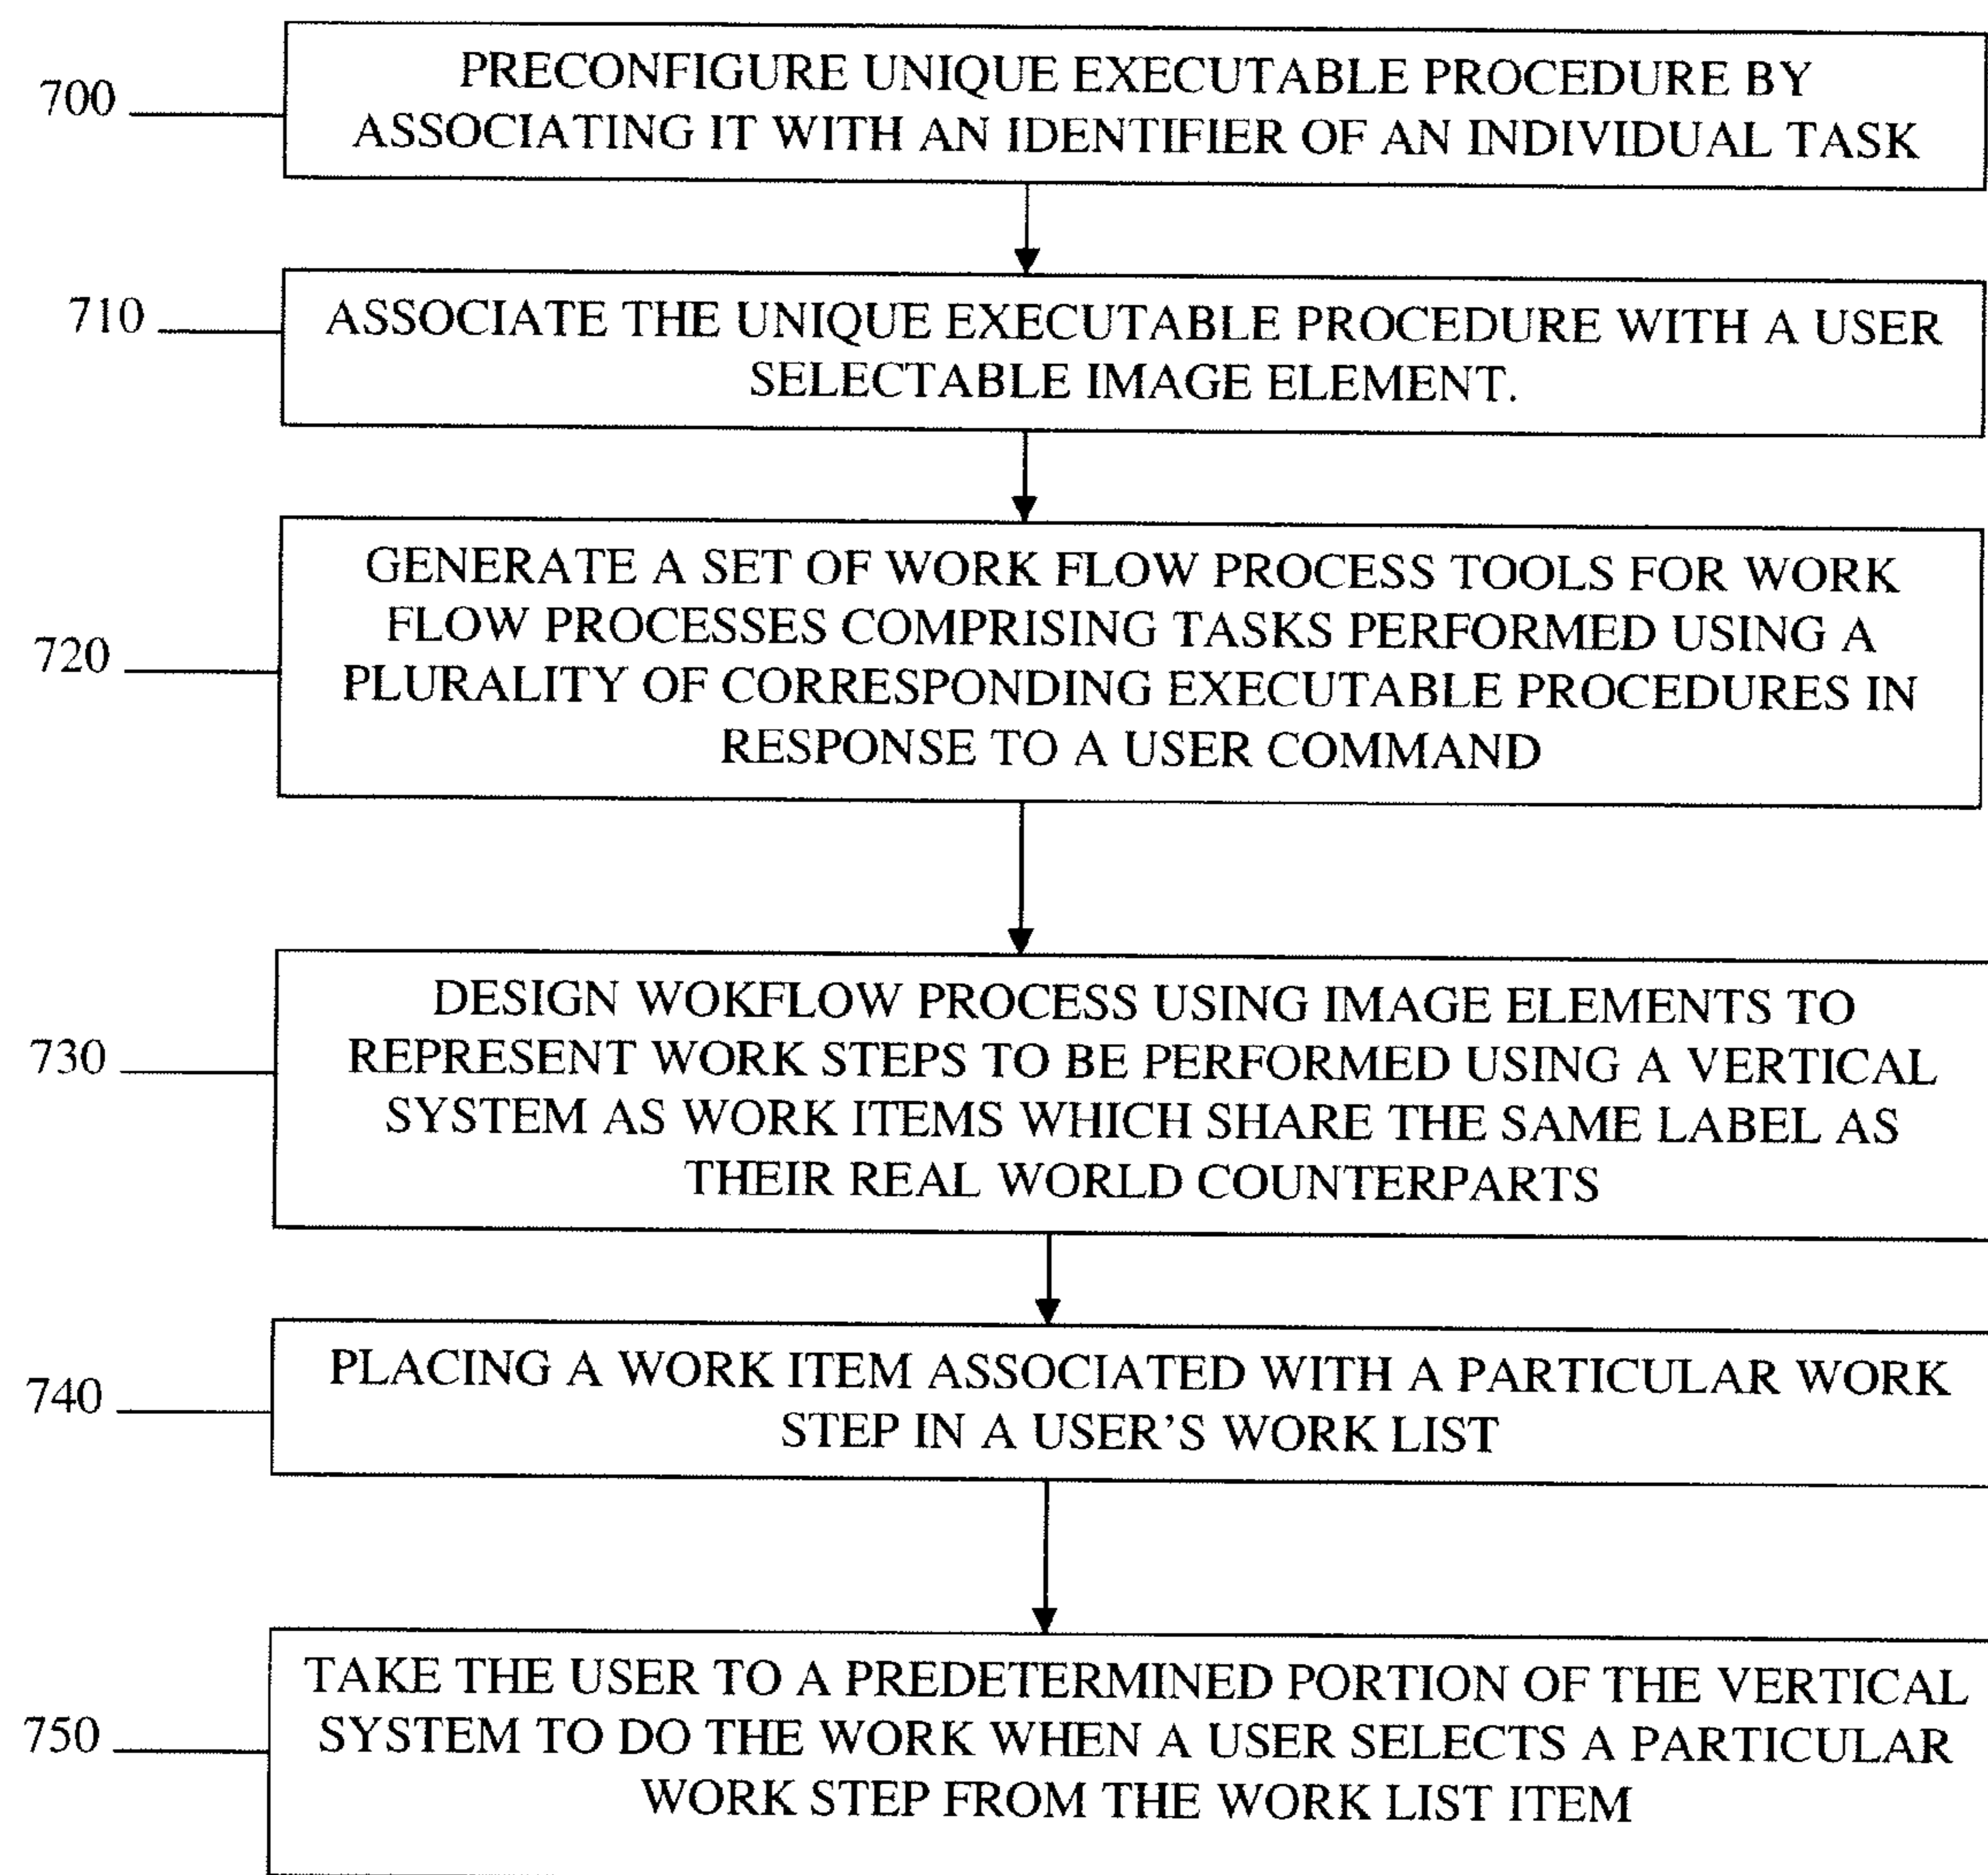 700
PRECONFIGURE UNIQUE EXECUTABLE PROCEDURE BY
ASSOCIATING IT WITH AN IDENTIFIER OF AN INDIVIDUAL TASK
710
ASSOCIATE THE UNIQUE EXECUTABLE PROCEDURE WITH A USER
SELECTABLE IMAGE ELEMENT.
720
GENERATE A SET OF WORK FLOW PROCESS TOOLS FOR WORK
FLOW PROCESSES COMPRISING TASKS PERFORMED USING A
PLURALITY OF CORRESPONDING EXECUTABLE PROCEDURES IN
RESPONSE TO A USER COMMAND
730
DESIGN WOKFLOW PROCESS USING IMAGE ELEMENTS TO
REPRESENT WORK STEPS TO BE PERFORMED USING A VERTICAL
SYSTEM AS WORK ITEMS WHICH SHARE THE SAME LABEL AS
THEIR REAL WORLD COUNTERPARTS
740
PLACING A WORK ITEM ASSOCIATED WITH A PARTICULAR WORK
STEP IN A USER’S WORK LIST
750
TAKE THE USER TO A PREDETERMINED PORTION OF THE VERTICAL
SYSTEM TO DO THE WORK WHEN A USER SELECTS A PARTICULAR
WORK STEP FROM THE WORK LIST ITEM